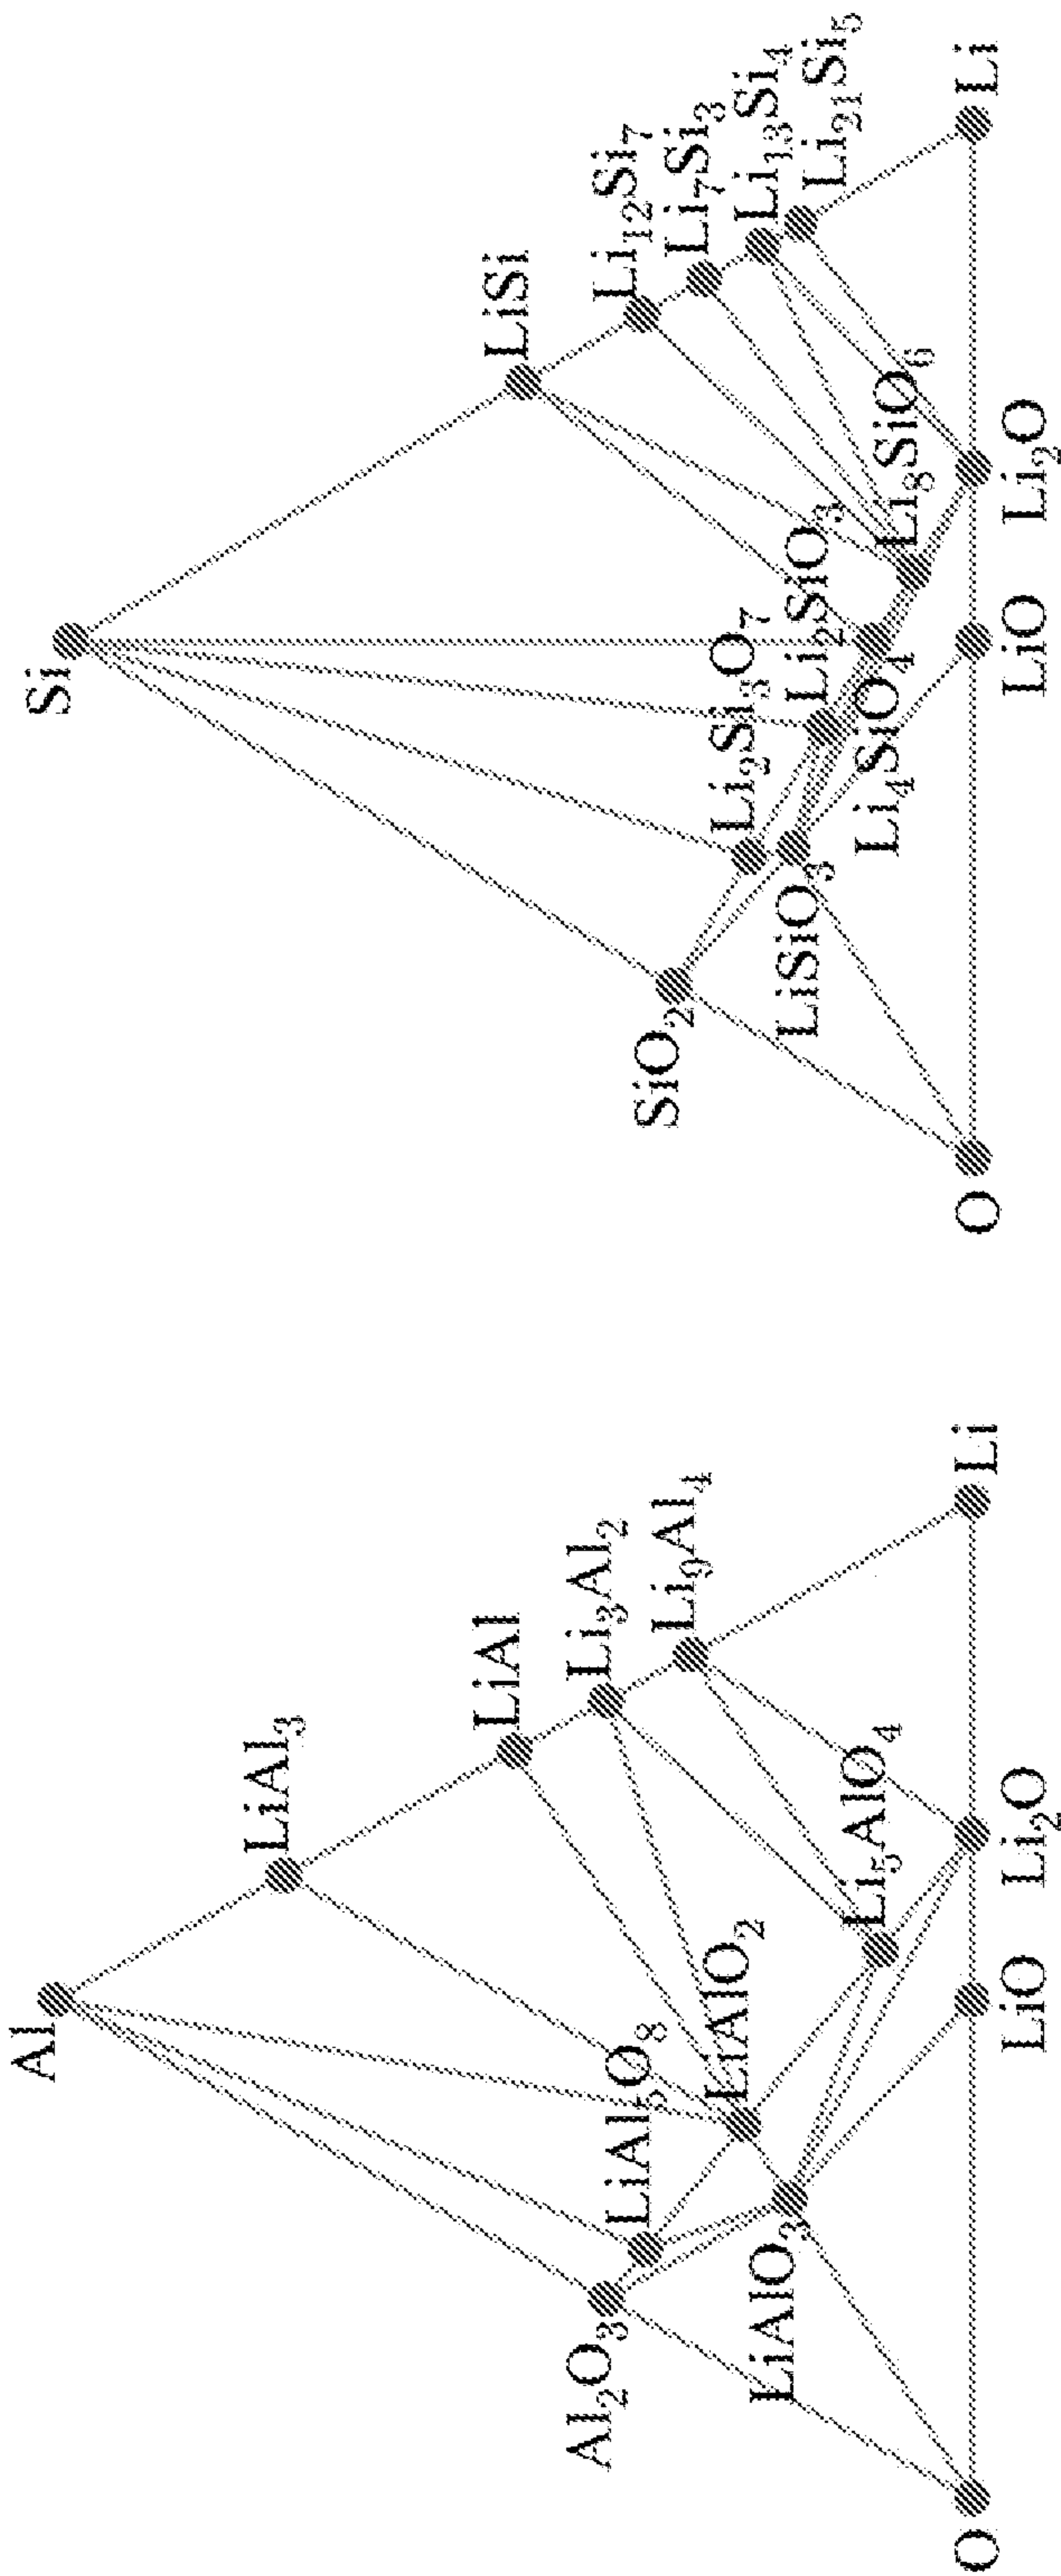 Al
LiAl₃
LiAl
Li₃Al₂
Li₉Al₄
Al₂O₃
LiAl₅O₈
LiAlO₂
LiAlO₃
Li₅AlO₄
O
LiO
Li₂O
Li
Si
LiSi
Li₁₂Si₇
Li₇Si₃
Li₁₃Si₄
Li₂₁Si₅
SiO₂
Li₂Si₃O₇
Li₂SiO₃
LiSiO₃
Li₄SiO₄
Li₈SiO₆
O
LiO
Li₂O
Li